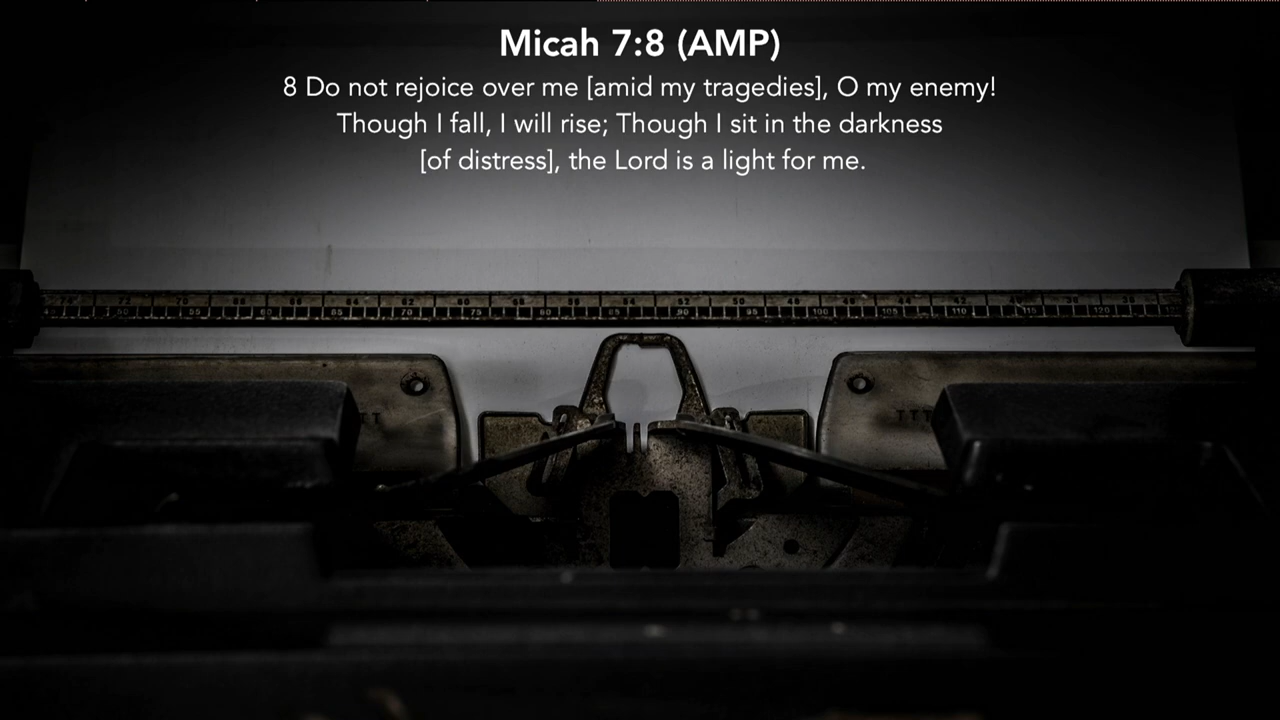 Micah 7:8 (AMP)
8 Do not rejoice over me [amid my tragedies], O my enemy!
Though I fall, I will rise; Though I sit in the darkness
[of distress], the Lord is a light for me.